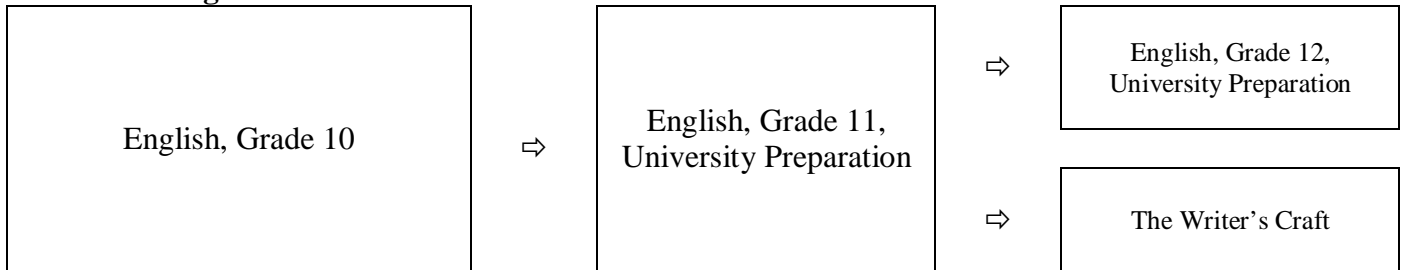 English, Grade 10
⇨
English, Grade 11,
University Preparation
⇨
English, Grade 12,
University Preparation
⇨
The Writer’s Craft